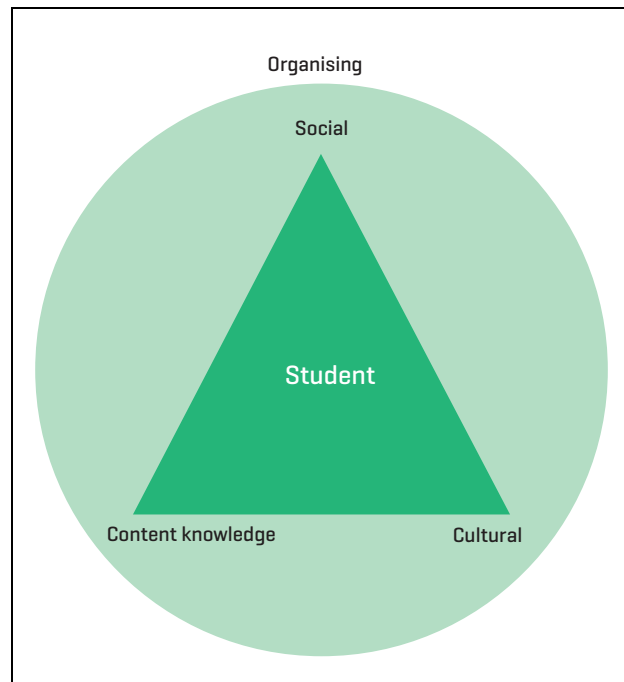 Organising
Social
Student
Content knowledge
Cultural